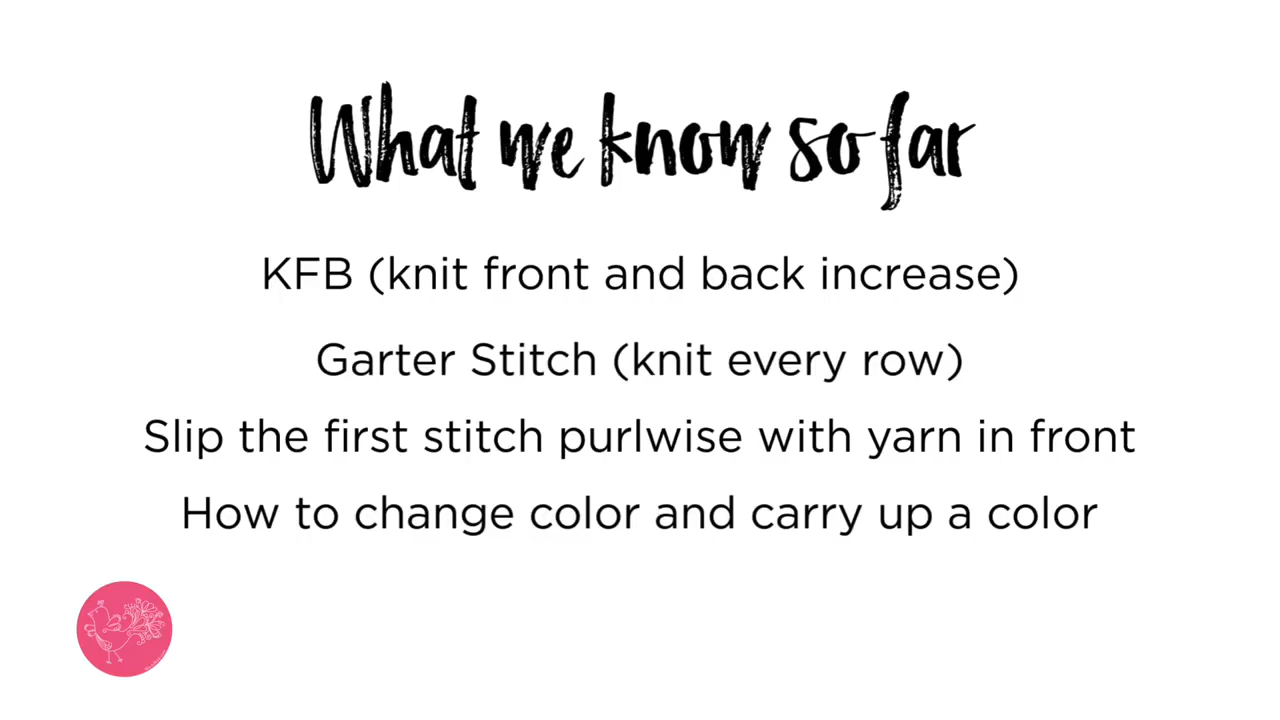 What we know so far
KFB (knit front and back increase)
Garter Stitch (knit every row)
Slip the first stitch purlwise with yarn in front
How to change color and carry up a color